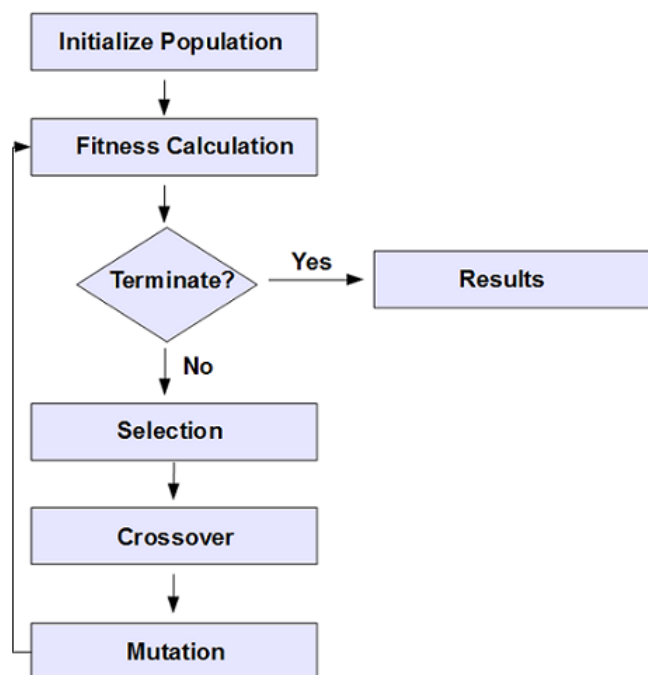 Initialize Population
Fitness Calculation
Terminate?
Yes
Results
No
Selection
Crossover
Mutation